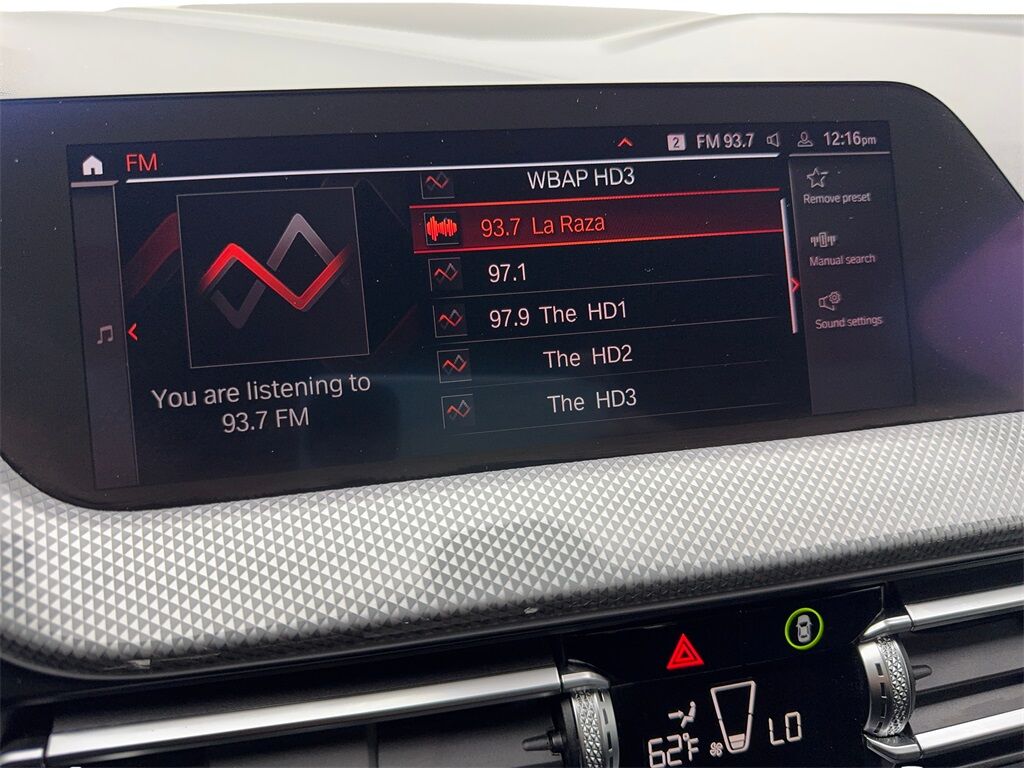 FM
2 FM 93.7 12:16pm
WBAP HD3
93.7 La Raza
97.1
97.9 The HD1
The HD2
The HD3
You are listening to
93.7 FM
Remove preset
Manual search
Sound settings
62°F LO